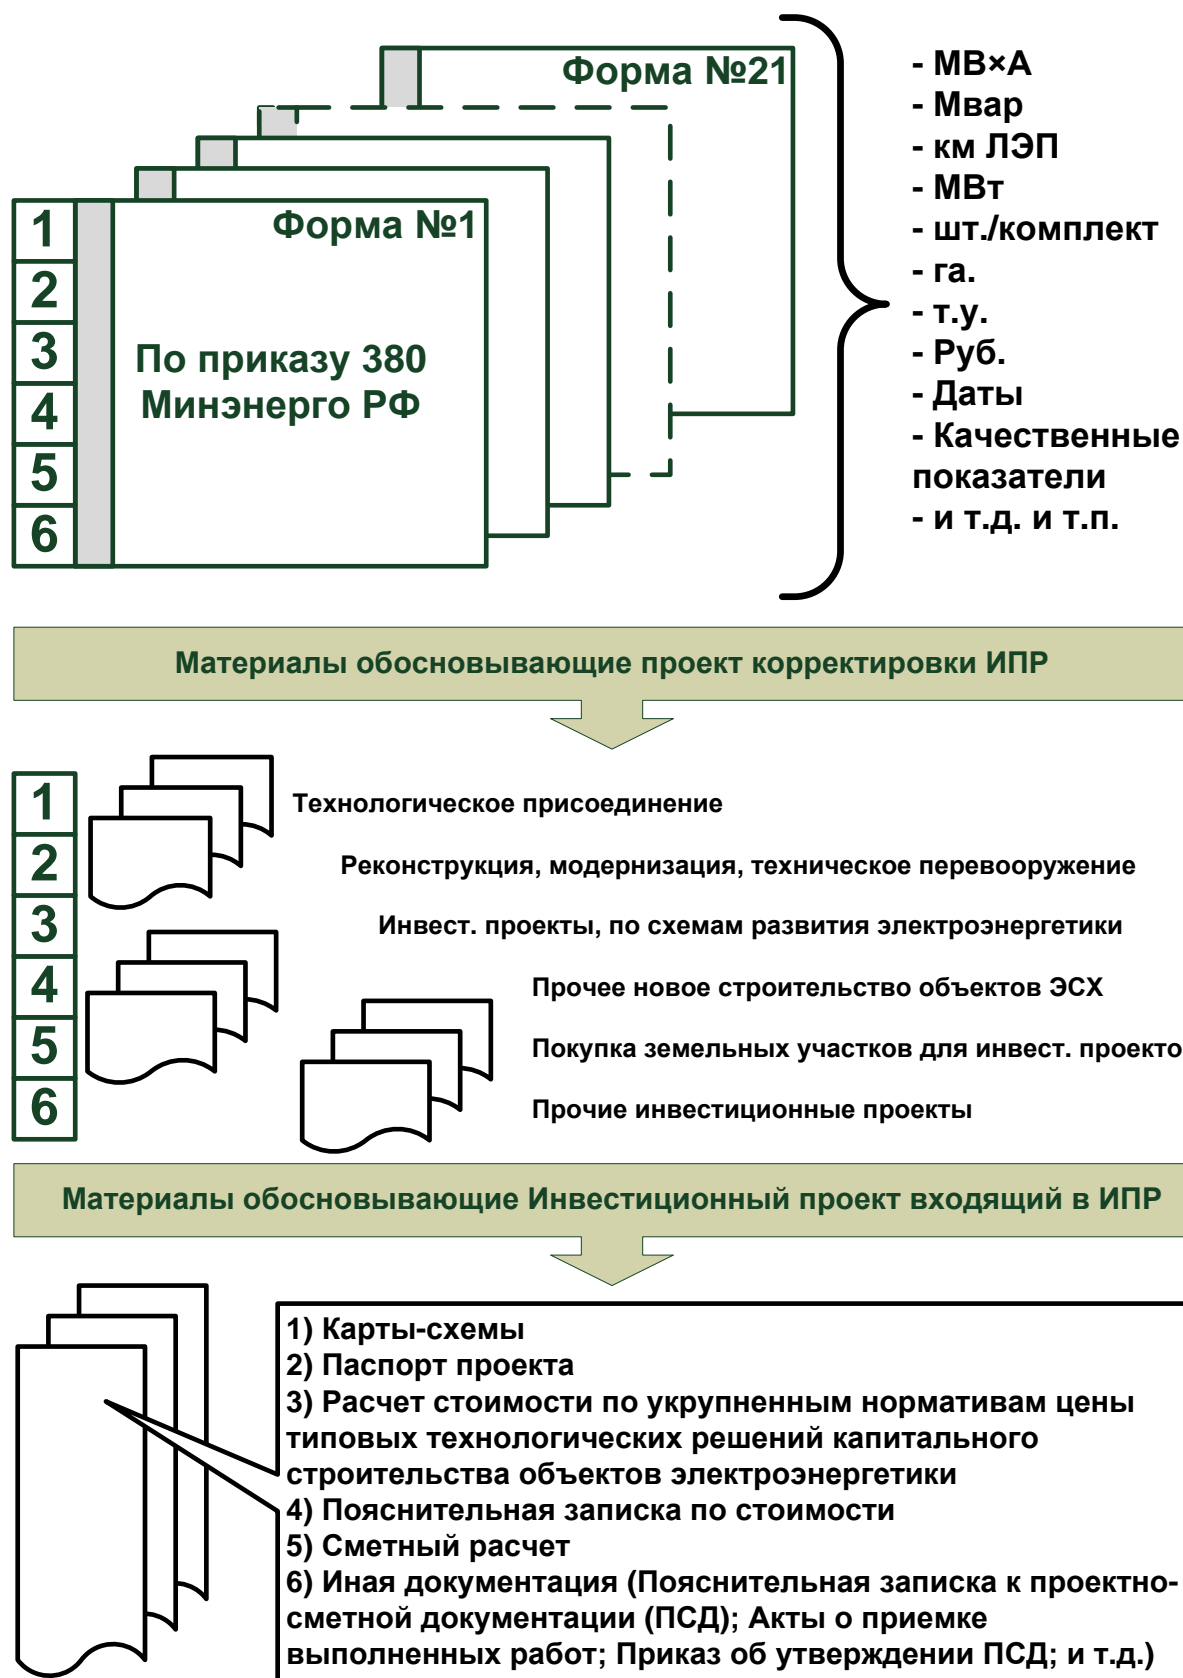 Форма №21
Форма №1
1
2
3
4
5
6
По приказу 380
Минэнерго РФ
- МВ×А
- Мвар
- км ЛЭП
- МВт
- шт./комплект
- га.
- т.у.
- Руб.
- Даты
- Качественные
показатели
- и т.д. и т.п.
Материалы обосновывающие проект корректировки ИПР
1
2
3
4
5
6
Технологическое присоединение
Реконструкция, модернизация, техническое перевооружение
Инвест. проекты, по схемам развития электроэнергетики
Прочее новое строительство объектов ЭСХ
Покупка земельных участков для инвест. проекто
Прочие инвестиционные проекты
Материалы обосновывающие Инвестиционный проект входящий в ИПР
1) Карты-схемы
2) Паспорт проекта
3) Расчет стоимости по укрупненным нормативам цены
типовых технологических решений капитального
строительства объектов электроэнергетики
4) Пояснительная записка по стоимости
5) Сметный расчет
6) Иная документация (Пояснительная записка к проектно-
сметной документации (ПСД); Акты о приемке
выполненных работ; Приказ об утверждении ПСД; и т.д.)